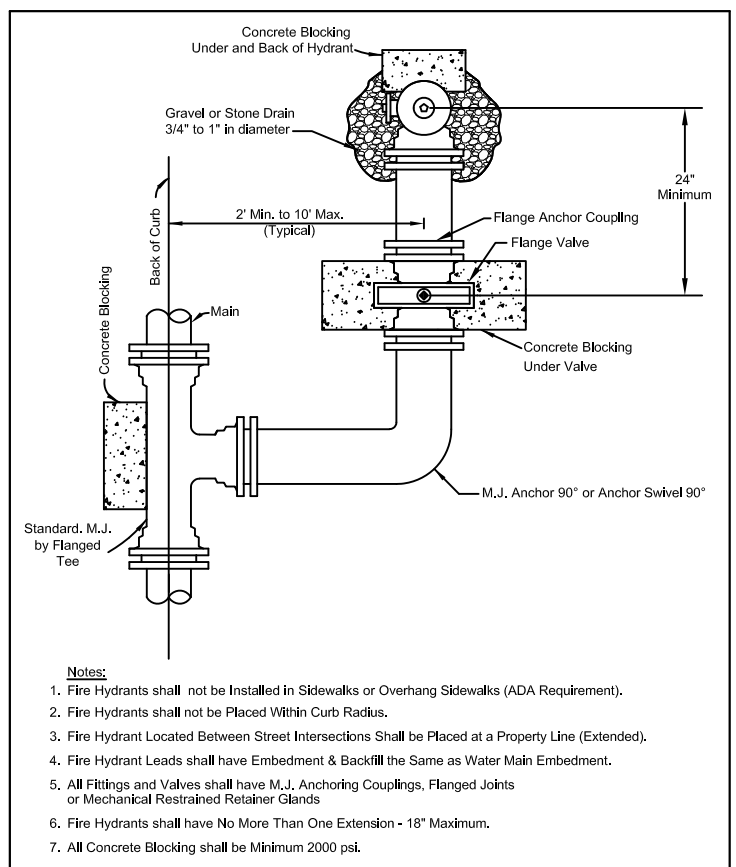 Concrete Blocking
Under and Back of Hydrant
Gravel or Stone Drain
3/4" to 1" in diameter
24"
Minimum
2' Min. to 10' Max.
(Typical)
Back of Curb
Flange Anchor Coupling
Flange Valve
Main
Concrete Blocking
Concrete Blocking
Under Valve
M.J. Anchor 90° or Anchor Swivel 90°
Standard. M.J.
by Flanged
Tee
Notes:
1. Fire Hydrants shall not be Installed in Sidewalks or Overhang Sidewalks (ADA Requirement).
2. Fire Hydrants shall not be Placed Within Curb Radius.
3. Fire Hydrant Located Between Street Intersections Shall be Placed at a Property Line (Extended).
4. Fire Hydrant Leads shall have Embedment & Backfill the Same as Water Main Embedment.
5. All Fittings and Valves shall have M.J. Anchoring Couplings, Flanged Joints
or Mechanical Restrained Retainer Glands
6. Fire Hydrants shall have No More Than One Extension - 18" Maximum.
7. All Concrete Blocking shall be Minimum 2000 psi.